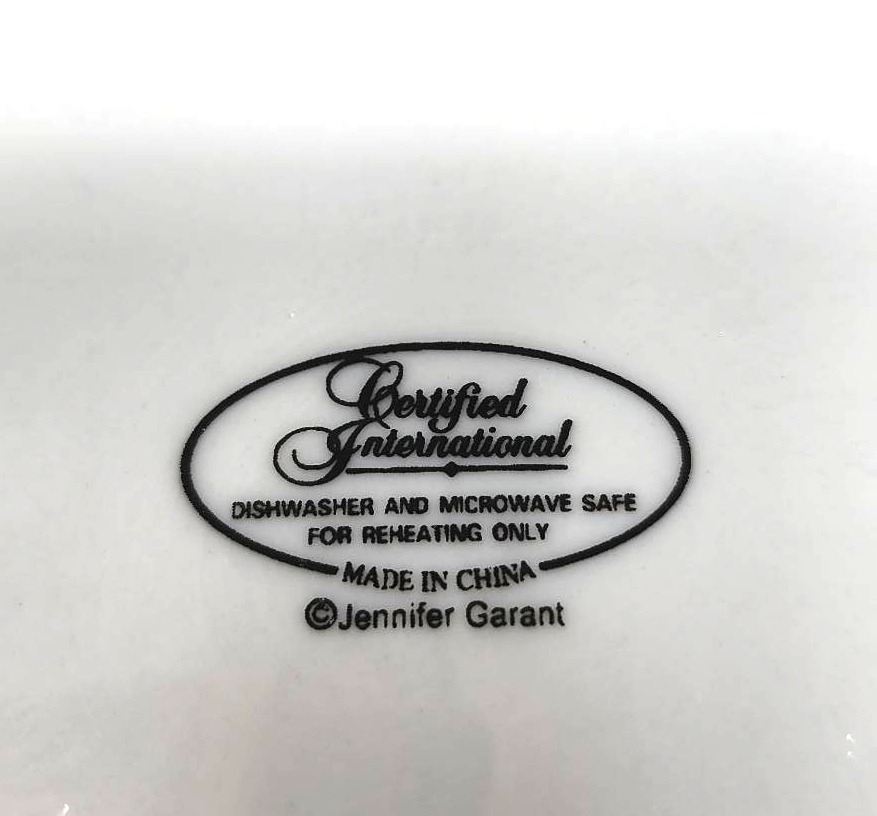 Certified
International
DISHWASHER AND MICROWAVE SAFE
FOR REHEATING ONLY
MADE IN CHINA
©Jennifer Garant